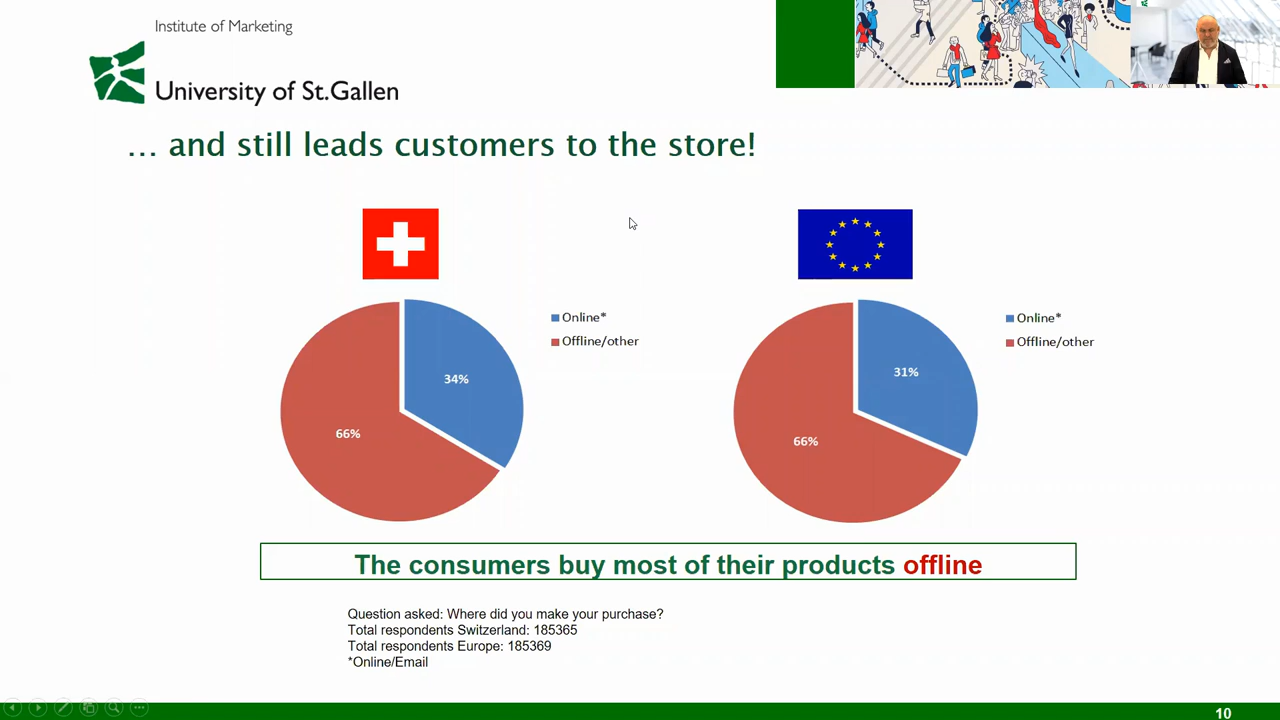 Institute of Marketing
University of St.Gallen
... and still leads customers to the store!
Online*
Offline/other
34%
66%
Online*
Offline/other
31%
66%
The consumers buy most of their products offline
Question asked: Where did you make your purchase?
Total respondents Switzerland: 185365
Total respondents Europe: 185369
*Online/Email
10